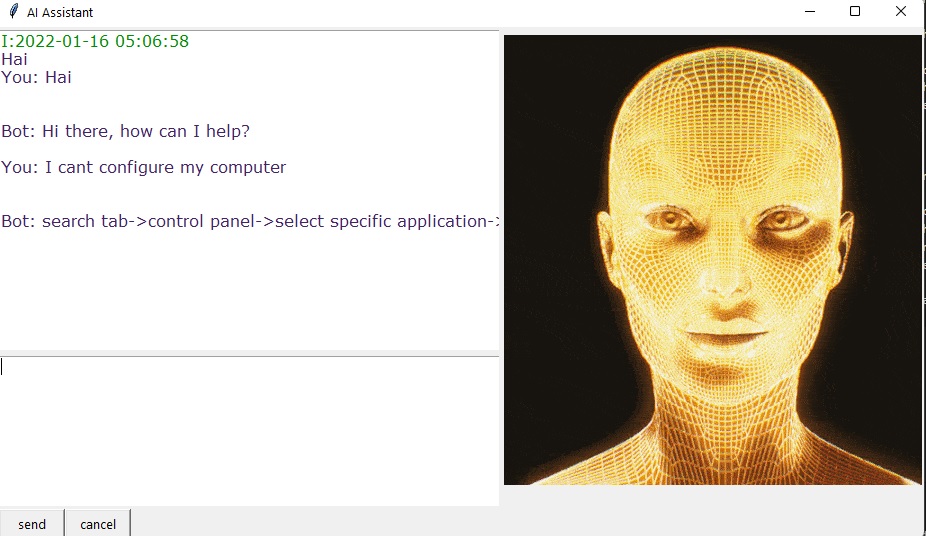 AI Assistant
I:2022-01-16 05:06:58
Hai
You: Hai
Bot: Hi there, how can I help?
You: I cant configure my computer
Bot: search tab->control panel->select specific application->
send
cancel